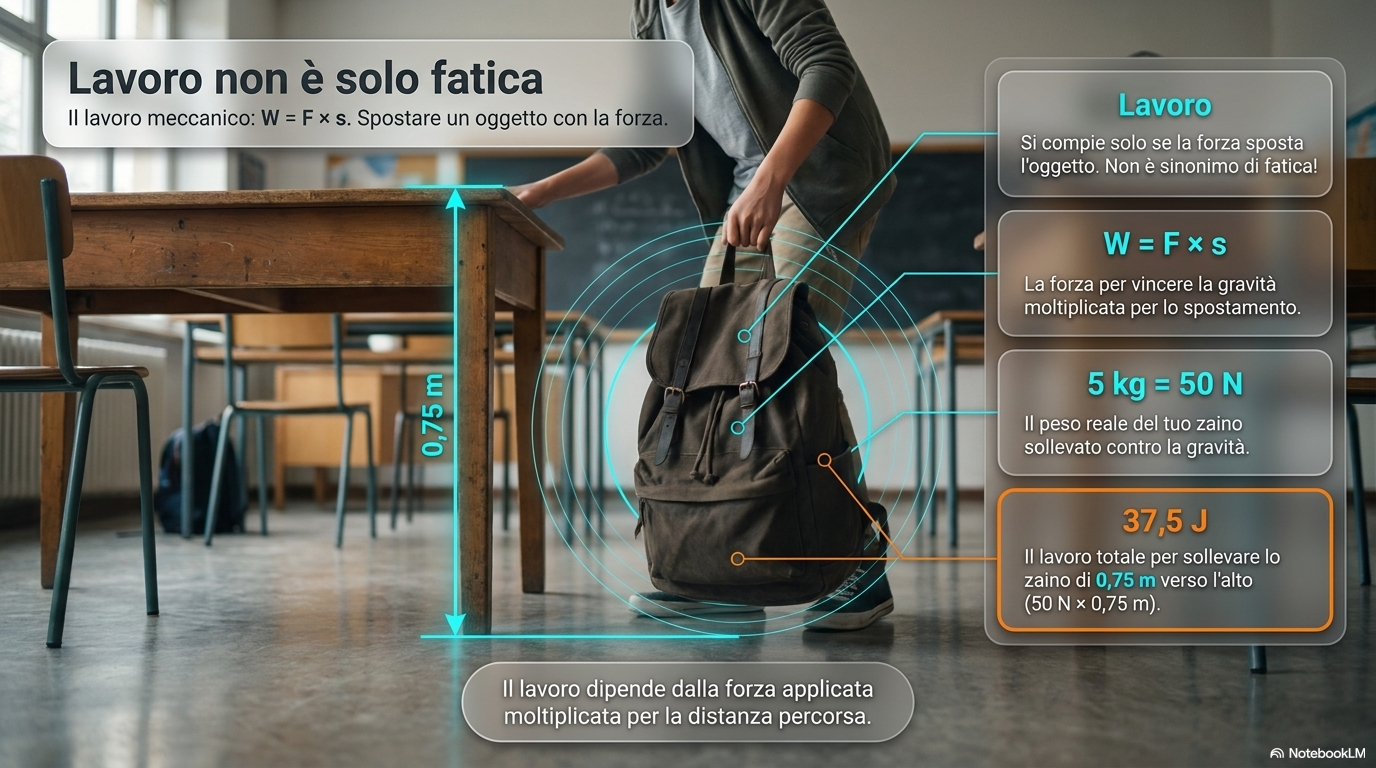 Lavoro non è solo fatica
Il lavoro meccanico: W = F × s. Spostare un oggetto con la forza.
0,75 m
Lavoro
Si compie solo se la forza sposta
l'oggetto. Non è sinonimo di fatica!
W = F × s
La forza per vincere la gravità
moltiplicata per lo spostamento.
5 kg = 50 N
Il peso reale del tuo zaino
sollevato contro la gravità.
37,5 J
Il lavoro totale per sollevare lo
zaino di 0,75 m verso l'alto
(50 N × 0,75 m).
Il lavoro dipende dalla forza applicata
moltiplicata per la distanza percorsa.
NotebookLM